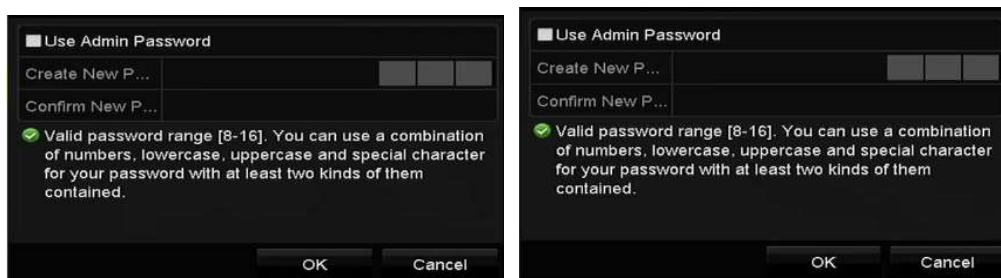 Use Admin Password
Create New P...
Confirm New P...
Valid password range [8-16]. You can use a combination
of numbers, lowercase, uppercase and special character
for your password with at least two kinds of them
contained.
OK Cancel
Use Admin Password
Create New P...
Confirm New P...
Valid password range [8-16]. You can use a combination
of numbers, lowercase, uppercase and special character
for your password with at least two kinds of them
contained.
OK Cancel